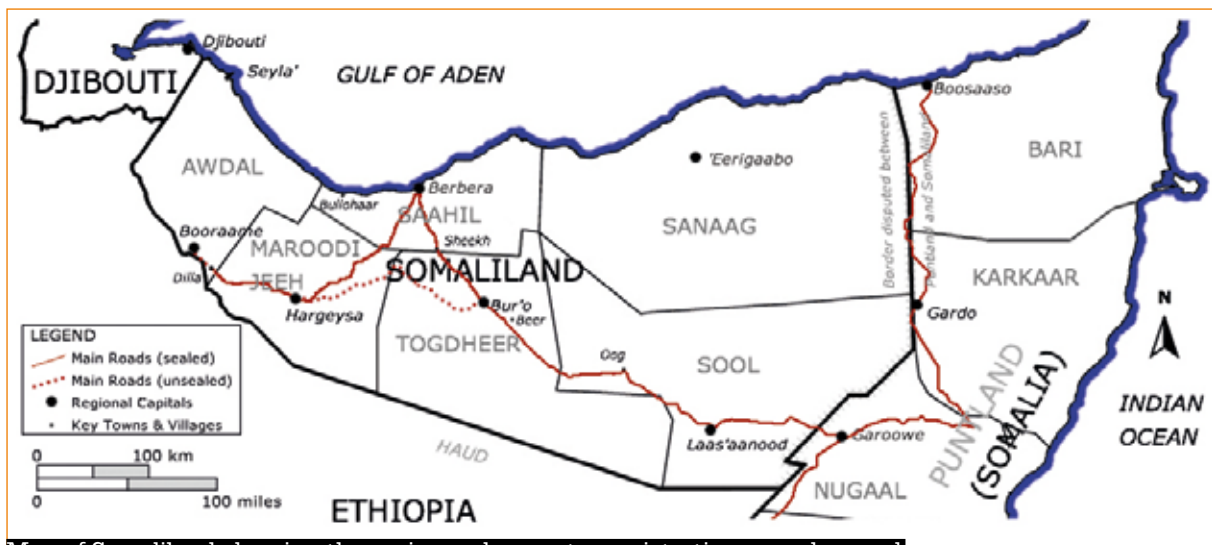 Djibouti
DJIBOUTI
Seyla'
GULF OF ADEN
Boosaaso
'Eerigaabo
BARI
AWDAL
Berbera
Bullohaar
SAAHIL
Border disputed between
Puntland and Somaliland
SANAAG
Booraame
MAROODI
JEEH
Sheekh
SOMALILAND
KARKAAR
Dilla
Hargeysa
Bur'o
Beer
Gardo
N
TOGDHEER
Oog
SOOL
LEGEND
Main Roads (sealed)
Main Roads (unsealed)
Regional Capitals
Key Towns & Villages
PUNTLAND
(SOMALIA)
INDIAN
OCEAN
Laas'aanood
Garoowe
HAUD
NUGAAL
0 100 km
0 100 miles
ETHIOPIA